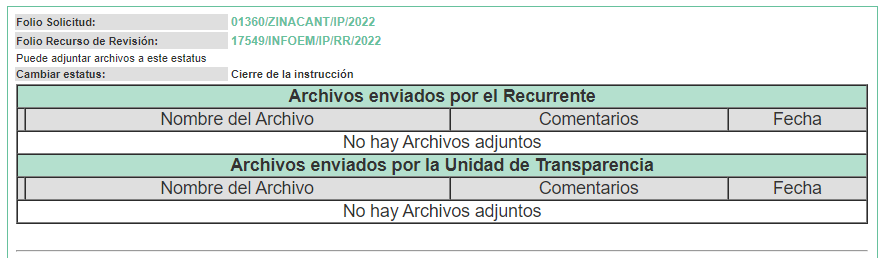 Folio Solicitud: 01360/ZINACANT/IP/2022
Folio Recurso de Revisión: 17549/INFOEM/IP/RR/2022
Puede adjuntar archivos a este estatus
Cambiar estatus: Cierre de la instrucción
Archivos enviados por el Recurrente
Nombre del Archivo Comentarios Fecha
No hay Archivos adjuntos
Archivos enviados por la Unidad de Transparencia
Nombre del Archivo Comentarios Fecha
No hay Archivos adjuntos